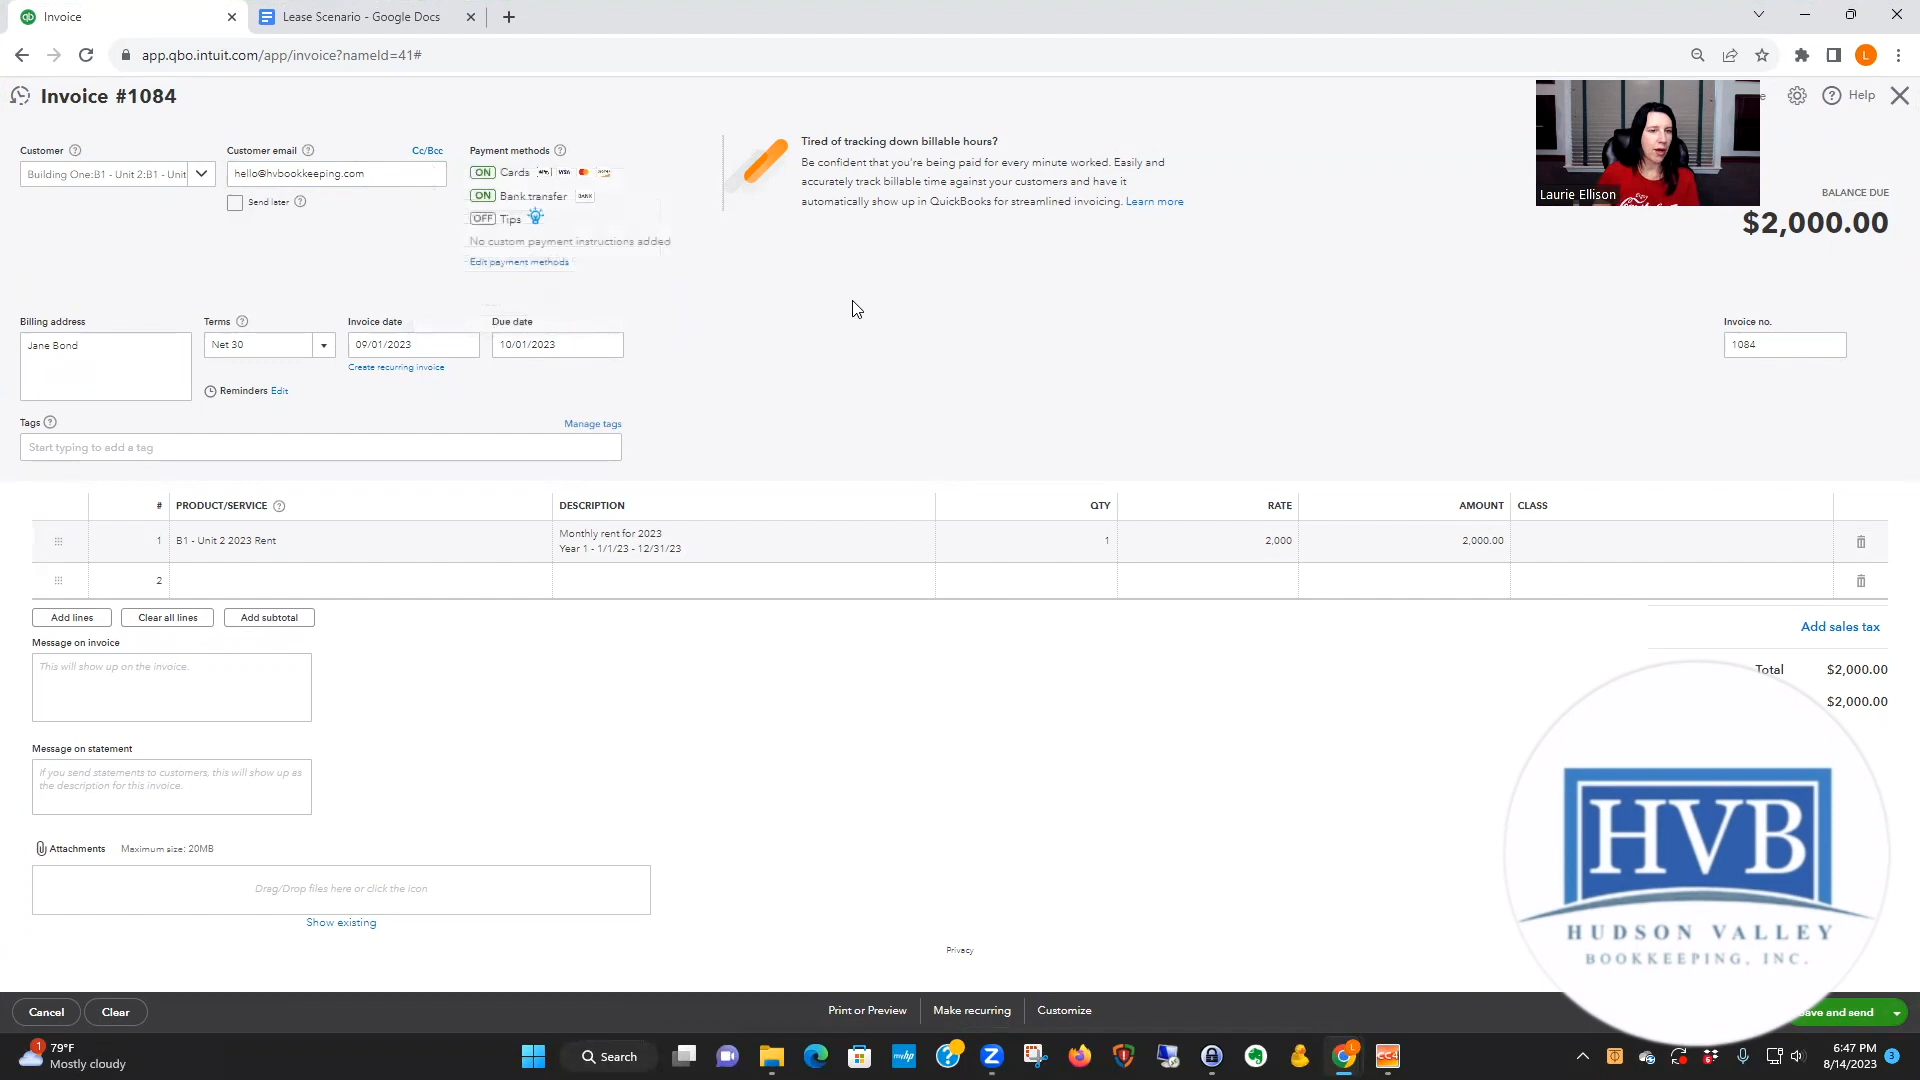 Invoice
Lease Scenario - Google Docs
app.qbo.intuit.com/app/invoice?nameId=41#
L
qb
Invoice #1084
Help
Laurie Ellison
Customer
Customer email
Cc/Bcc
Building One:B1 - Unit 2:B1 - Unit
hello@hvbookkeeping.com
Send later
Payment methods
ON Cards VISA
ON Bank transfer BANK
OFF Tips
No custom payment instructions added
Edit payment methods
Tired of tracking down billable hours?
Be confident that you're being paid for every minute worked. Easily and
accurately track billable time against your customers and have it
automatically show up in QuickBooks for streamlined invoicing. Learn more
BALANCE DUE
$2,000.00
Billing address
Jane Bond
Terms
Net 30
Invoice date
09/01/2023
Create recurring invoice
Due date
10/01/2023
Invoice no.
1084
Reminders Edit
Tags
Manage tags
Start typing to add a tag
# PRODUCT/SERVICE DESCRIPTION QTY RATE AMOUNT CLASS
1 B1 - Unit 2 2023 Rent Monthly rent for 2023 1 2,000 2,000.00
Year 1 - 1/1/23 - 12/31/23
2
Add lines
Clear all lines
Add subtotal
Add sales tax
Message on invoice
This will show up on the invoice.
Total $2,000.00
$2,000.00
Message on statement
If you send statements to customers, this will show up as
the description for this invoice.
Attachments Maximum size: 20MB
Drag/Drop files here or click the icon
Show existing
Privacy
HVB
HUDSON VALLEY
BOOKKEEPING, INC.
Cancel
Clear
Print or Preview
Make recurring
Customize
ave and send
1
79°F
Mostly cloudy
Search
myhp
CC4
6:47 PM
8/14/2023
3